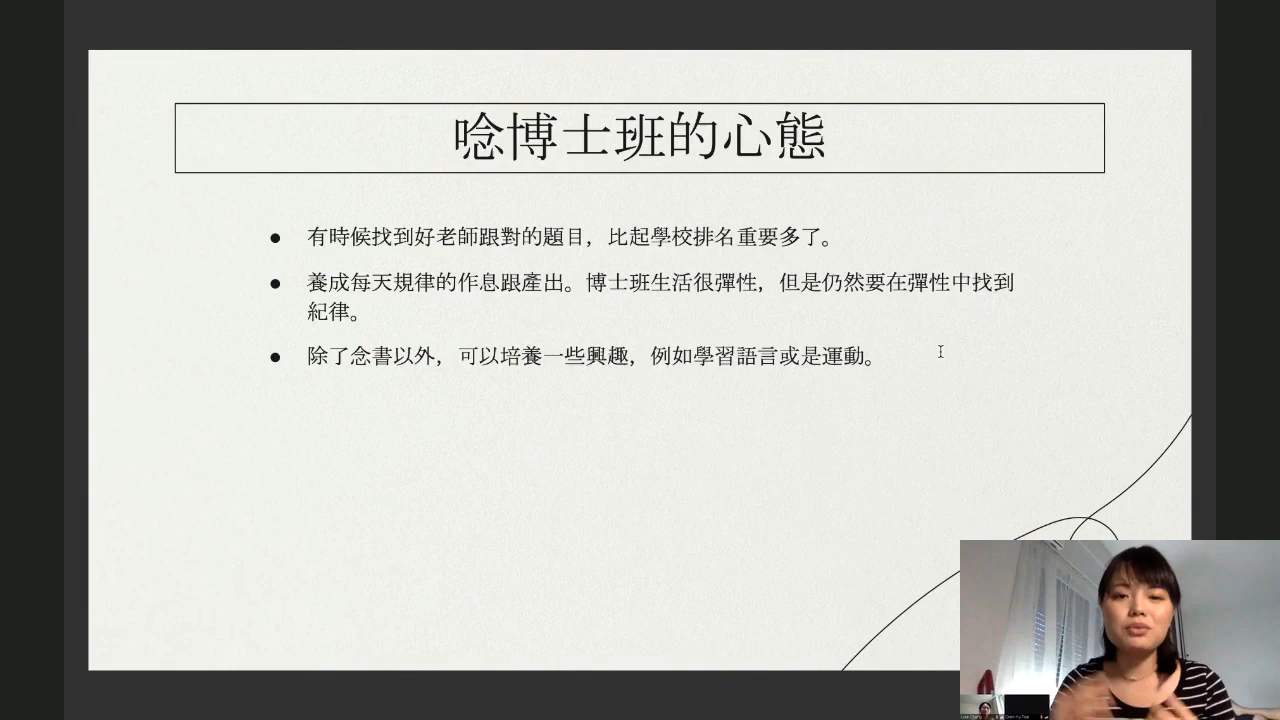 唸博士班的心態
● 有時候找到好老師跟對的題目，比起學校排名重要多了。
● 養成每天規律的作息跟產出。博士班生活很彈性，但是仍然要在彈性中找到
紀律。
● 除了念書以外，可以培養一些興趣，例如學習語言或是運動。